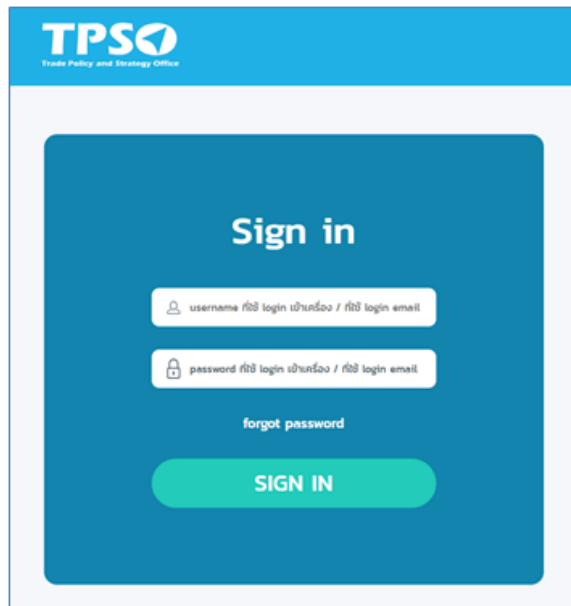 TPSO
Trade Policy and Strategy Office
Sign in
username ที่ใช้ login เข้าเครื่อง / ที่ใช้ login email
password ที่ใช้ login เข้าเครื่อง / ที่ใช้ login email
forgot password
SIGN IN